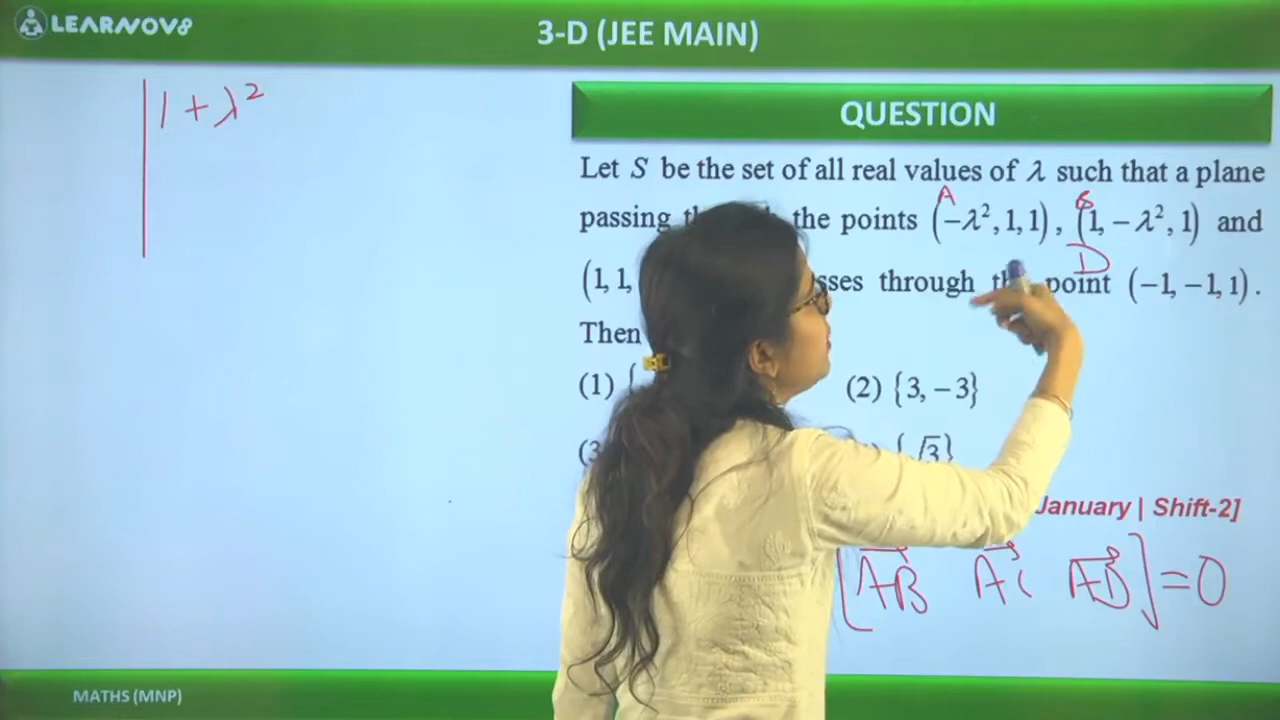 LEARNOV8
3-D (JEE MAIN)
1 + λ²
QUESTION
Let S be the set of all real values of λ such that a plane
A B
passing the points (−λ², 1, 1), (1, −λ², 1) and
D
(1, 1, through point (−1, −1, 1).
Then
(1) { (2) {3, −3}
√3}
January | Shift-2]
[AB AC AD] = 0
MATHS (MNP)